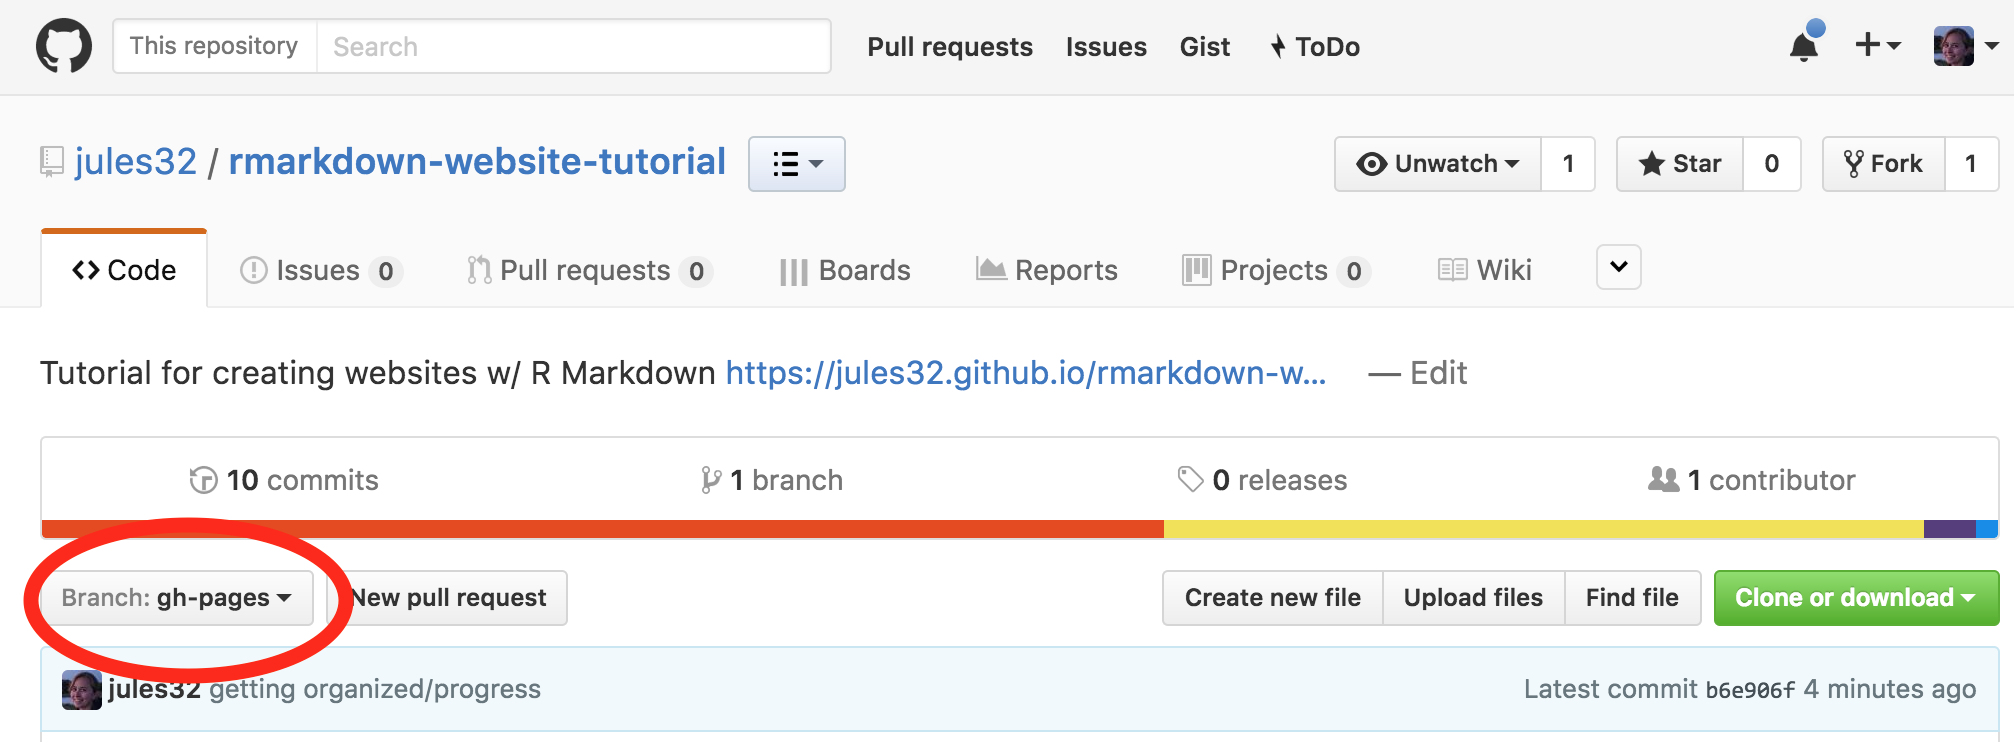 This repository Search Pull requests Issues Gist ToDo
jules32 / rmarkdown-website-tutorial Unwatch 1 Star 0 Fork 1
Code Issues 0 Pull requests 0 Boards Reports Projects 0 Wiki
Tutorial for creating websites w/ R Markdown https://jules32.github.io/rmarkdown-w... — Edit
10 commits 1 branch 0 releases 1 contributor
Branch: gh-pages New pull request Create new file Upload files Find file Clone or download
jules32 getting organized/progress Latest commit b6e906f 4 minutes ago